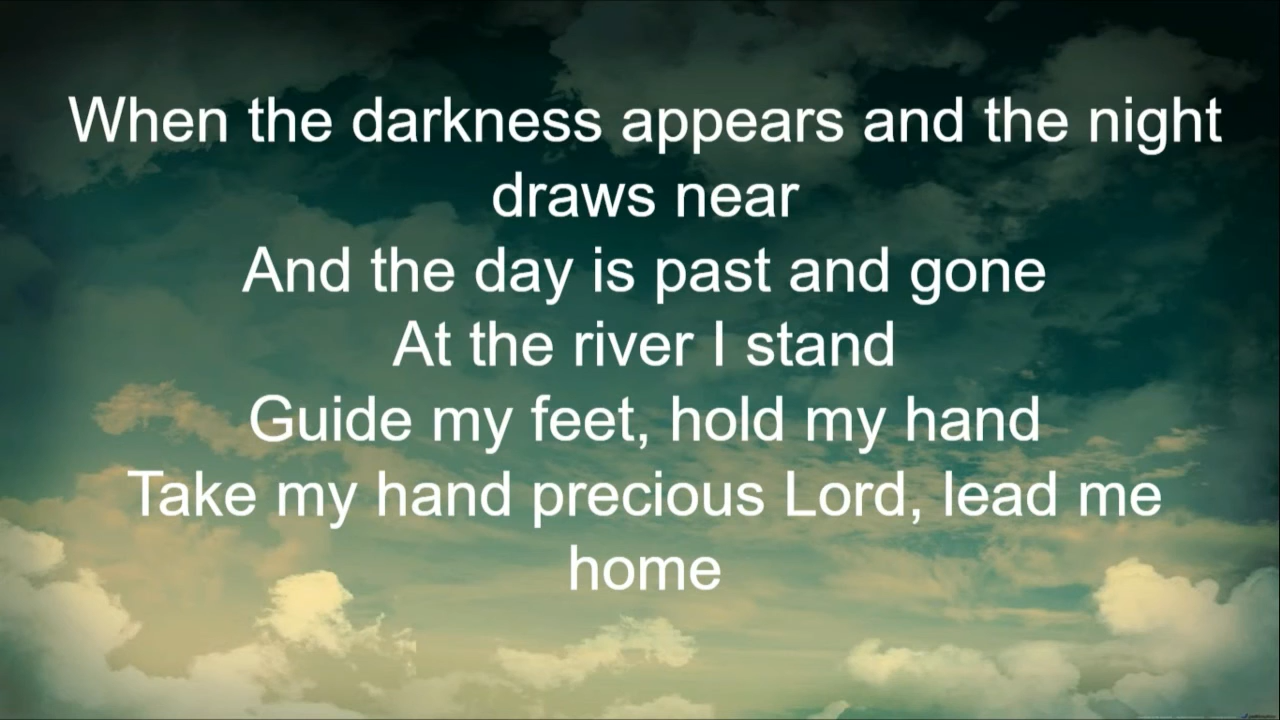 When the darkness appears and the night
draws near
And the day is past and gone
At the river I stand
Guide my feet, hold my hand
Take my hand precious Lord, lead me
home